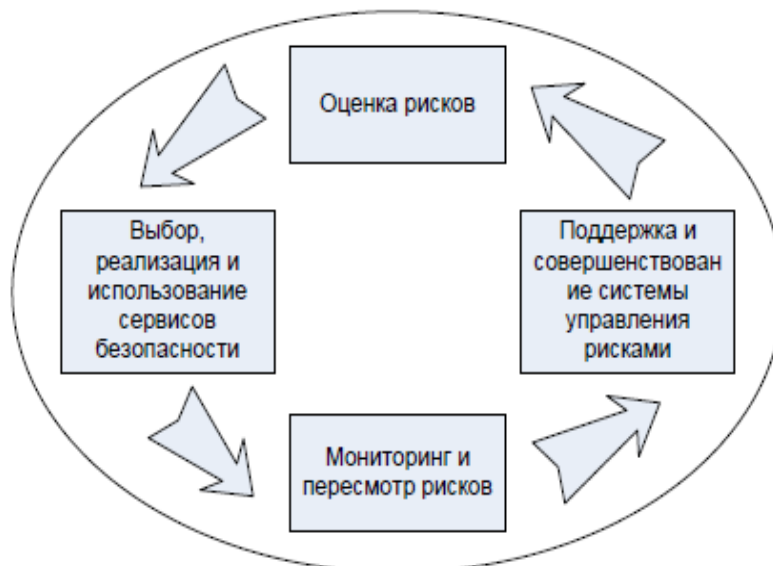 Оценка рисков
Выбор,
реализация и
использование
сервисов
безопасности
Поддержка и
совершенствован
ие системы
управления
рисками
Мониторинг и
пересмотр рисков